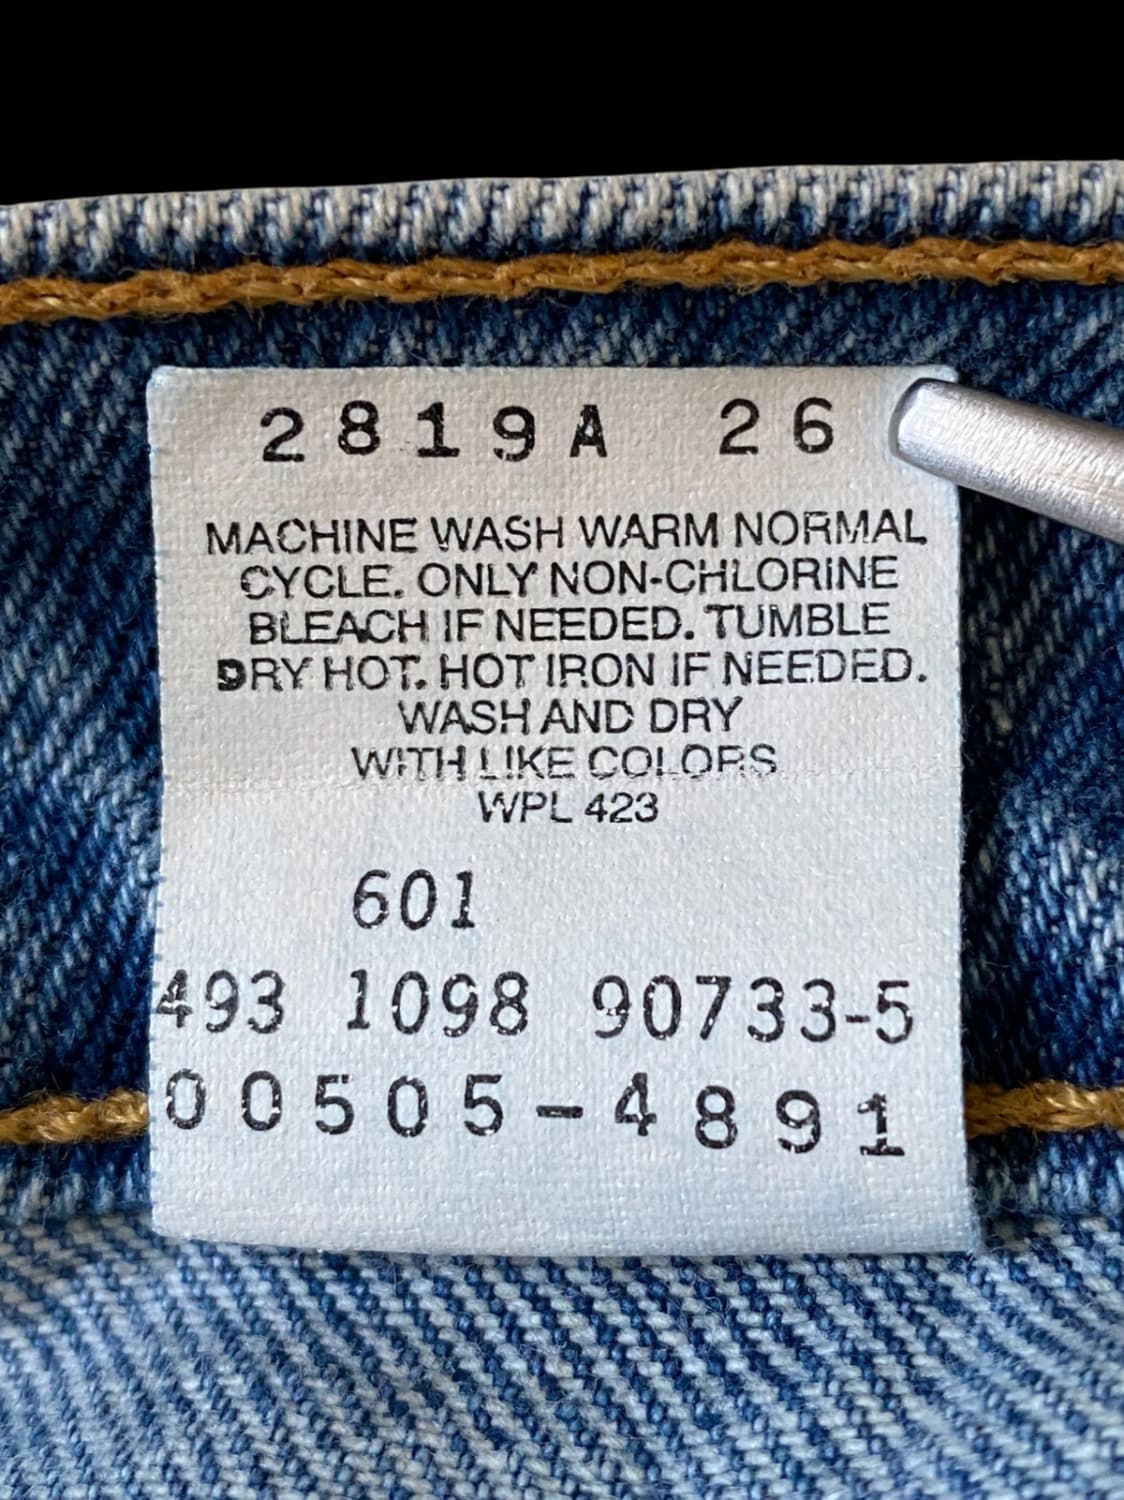 2819A 26
MACHINE WASH WARM NORMAL
CYCLE. ONLY NON-CHLORINE
BLEACH IF NEEDED. TUMBLE
DRY HOT. HOT IRON IF NEEDED.
WASH AND DRY
WITH LIKE COLORS
WPL 423
601
493 1098 90733-5
00505-4891